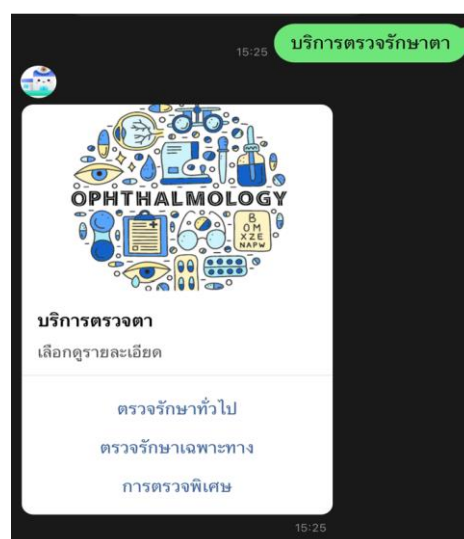 บริการตรวจรักษาตา
15:25
OPHTHALMOLOGY
B
OM
XZE
NAPW
บริการตรวจตา
เลือกดูรายละเอียด
ตรวจรักษาทั่วไป
ตรวจรักษาเฉพาะทาง
การตรวจพิเศษ
15:25